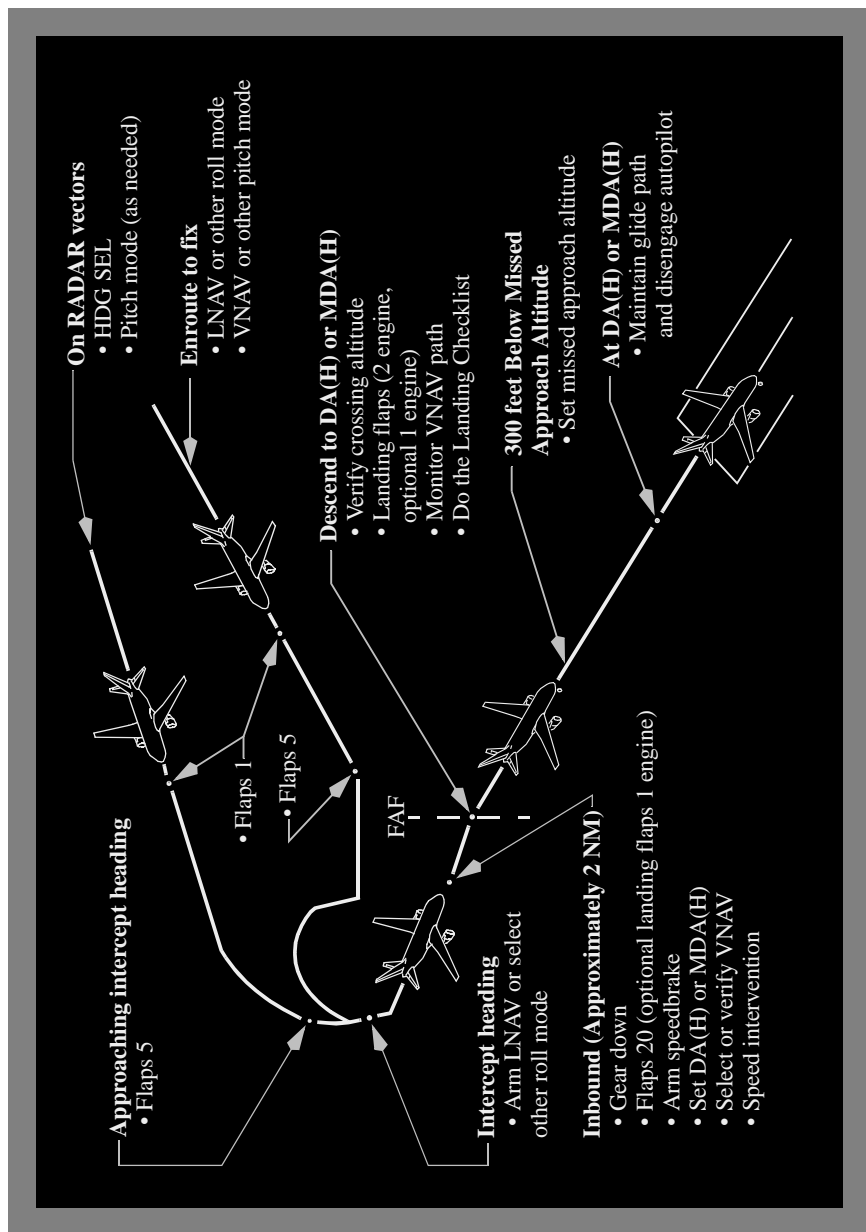 On RADAR vectors
• HDG SEL
• Pitch mode (as needed)
Enroute to fix
• LNAV or other roll mode
• VNAV or other pitch mode
Approaching intercept heading
• Flaps 5
• Flaps 1
• Flaps 5
FAF
Descend to DA(H) or MDA(H)
• Verify crossing altitude
• Landing flaps (2 engine,
optional 1 engine)
• Monitor VNAV path
• Do the Landing Checklist
Intercept heading
• Arm LNAV or select
other roll mode
Inbound (Approximately 2 NM)
• Gear down
• Flaps 20 (optional landing flaps 1 engine)
• Arm speedbrake
• Set DA(H) or MDA(H)
• Select or verify VNAV
• Speed intervention
300 feet Below Missed
Approach Altitude
• Set missed approach altitude
At DA(H) or MDA(H)
• Maintain glide path
and disengage autopilot